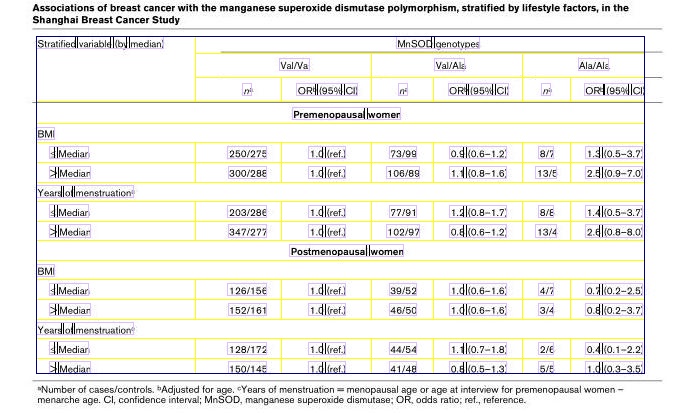 Associations of breast cancer with the manganese superoxide dismutase polymorphism, stratified by lifestyle factors, in the
Shanghai Breast Cancer Study
Stratified variable (by median) MnSOD genotypes
Val/Val Val/Ala Ala/Ala
nᵃ ORᵇ (95% CI) nᵃ ORᵇ (95% CI) nᵃ ORᵇ (95% CI)
Premenopausal women
BMI
≤ Median 250/275 1.0 (ref.) 73/99 0.9 (0.6–1.2) 8/7 1.3 (0.5–3.7)
> Median 300/288 1.0 (ref.) 106/89 1.1 (0.8–1.6) 13/5 2.5 (0.9–7.0)
Years of menstruationᶜ
≤ Median 203/286 1.0 (ref.) 77/91 1.2 (0.8–1.7) 8/8 1.4 (0.5–3.7)
> Median 347/277 1.0 (ref.) 102/97 0.8 (0.6–1.2) 13/4 2.6 (0.8–8.0)
Postmenopausal women
BMI
≤ Median 126/156 1.0 (ref.) 39/52 1.0 (0.6–1.6) 4/7 0.7 (0.2–2.5)
> Median 152/161 1.0 (ref.) 46/50 1.0 (0.6–1.6) 3/4 0.8 (0.2–3.7)
Years of menstruationᶜ
≤ Median 128/172 1.0 (ref.) 44/54 1.1 (0.7–1.8) 2/6 0.4 (0.1–2.2)
> Median 150/145 1.0 (ref.) 41/48 0.8 (0.5–1.3) 5/5 1.0 (0.3–3.5)
ᵃNumber of cases/controls. ᵇAdjusted for age. ᶜYears of menstruation = menopausal age or age at interview for premenopausal women –
menarche age. CI, confidence interval; MnSOD, manganese superoxide dismutase; OR, odds ratio; ref., reference.